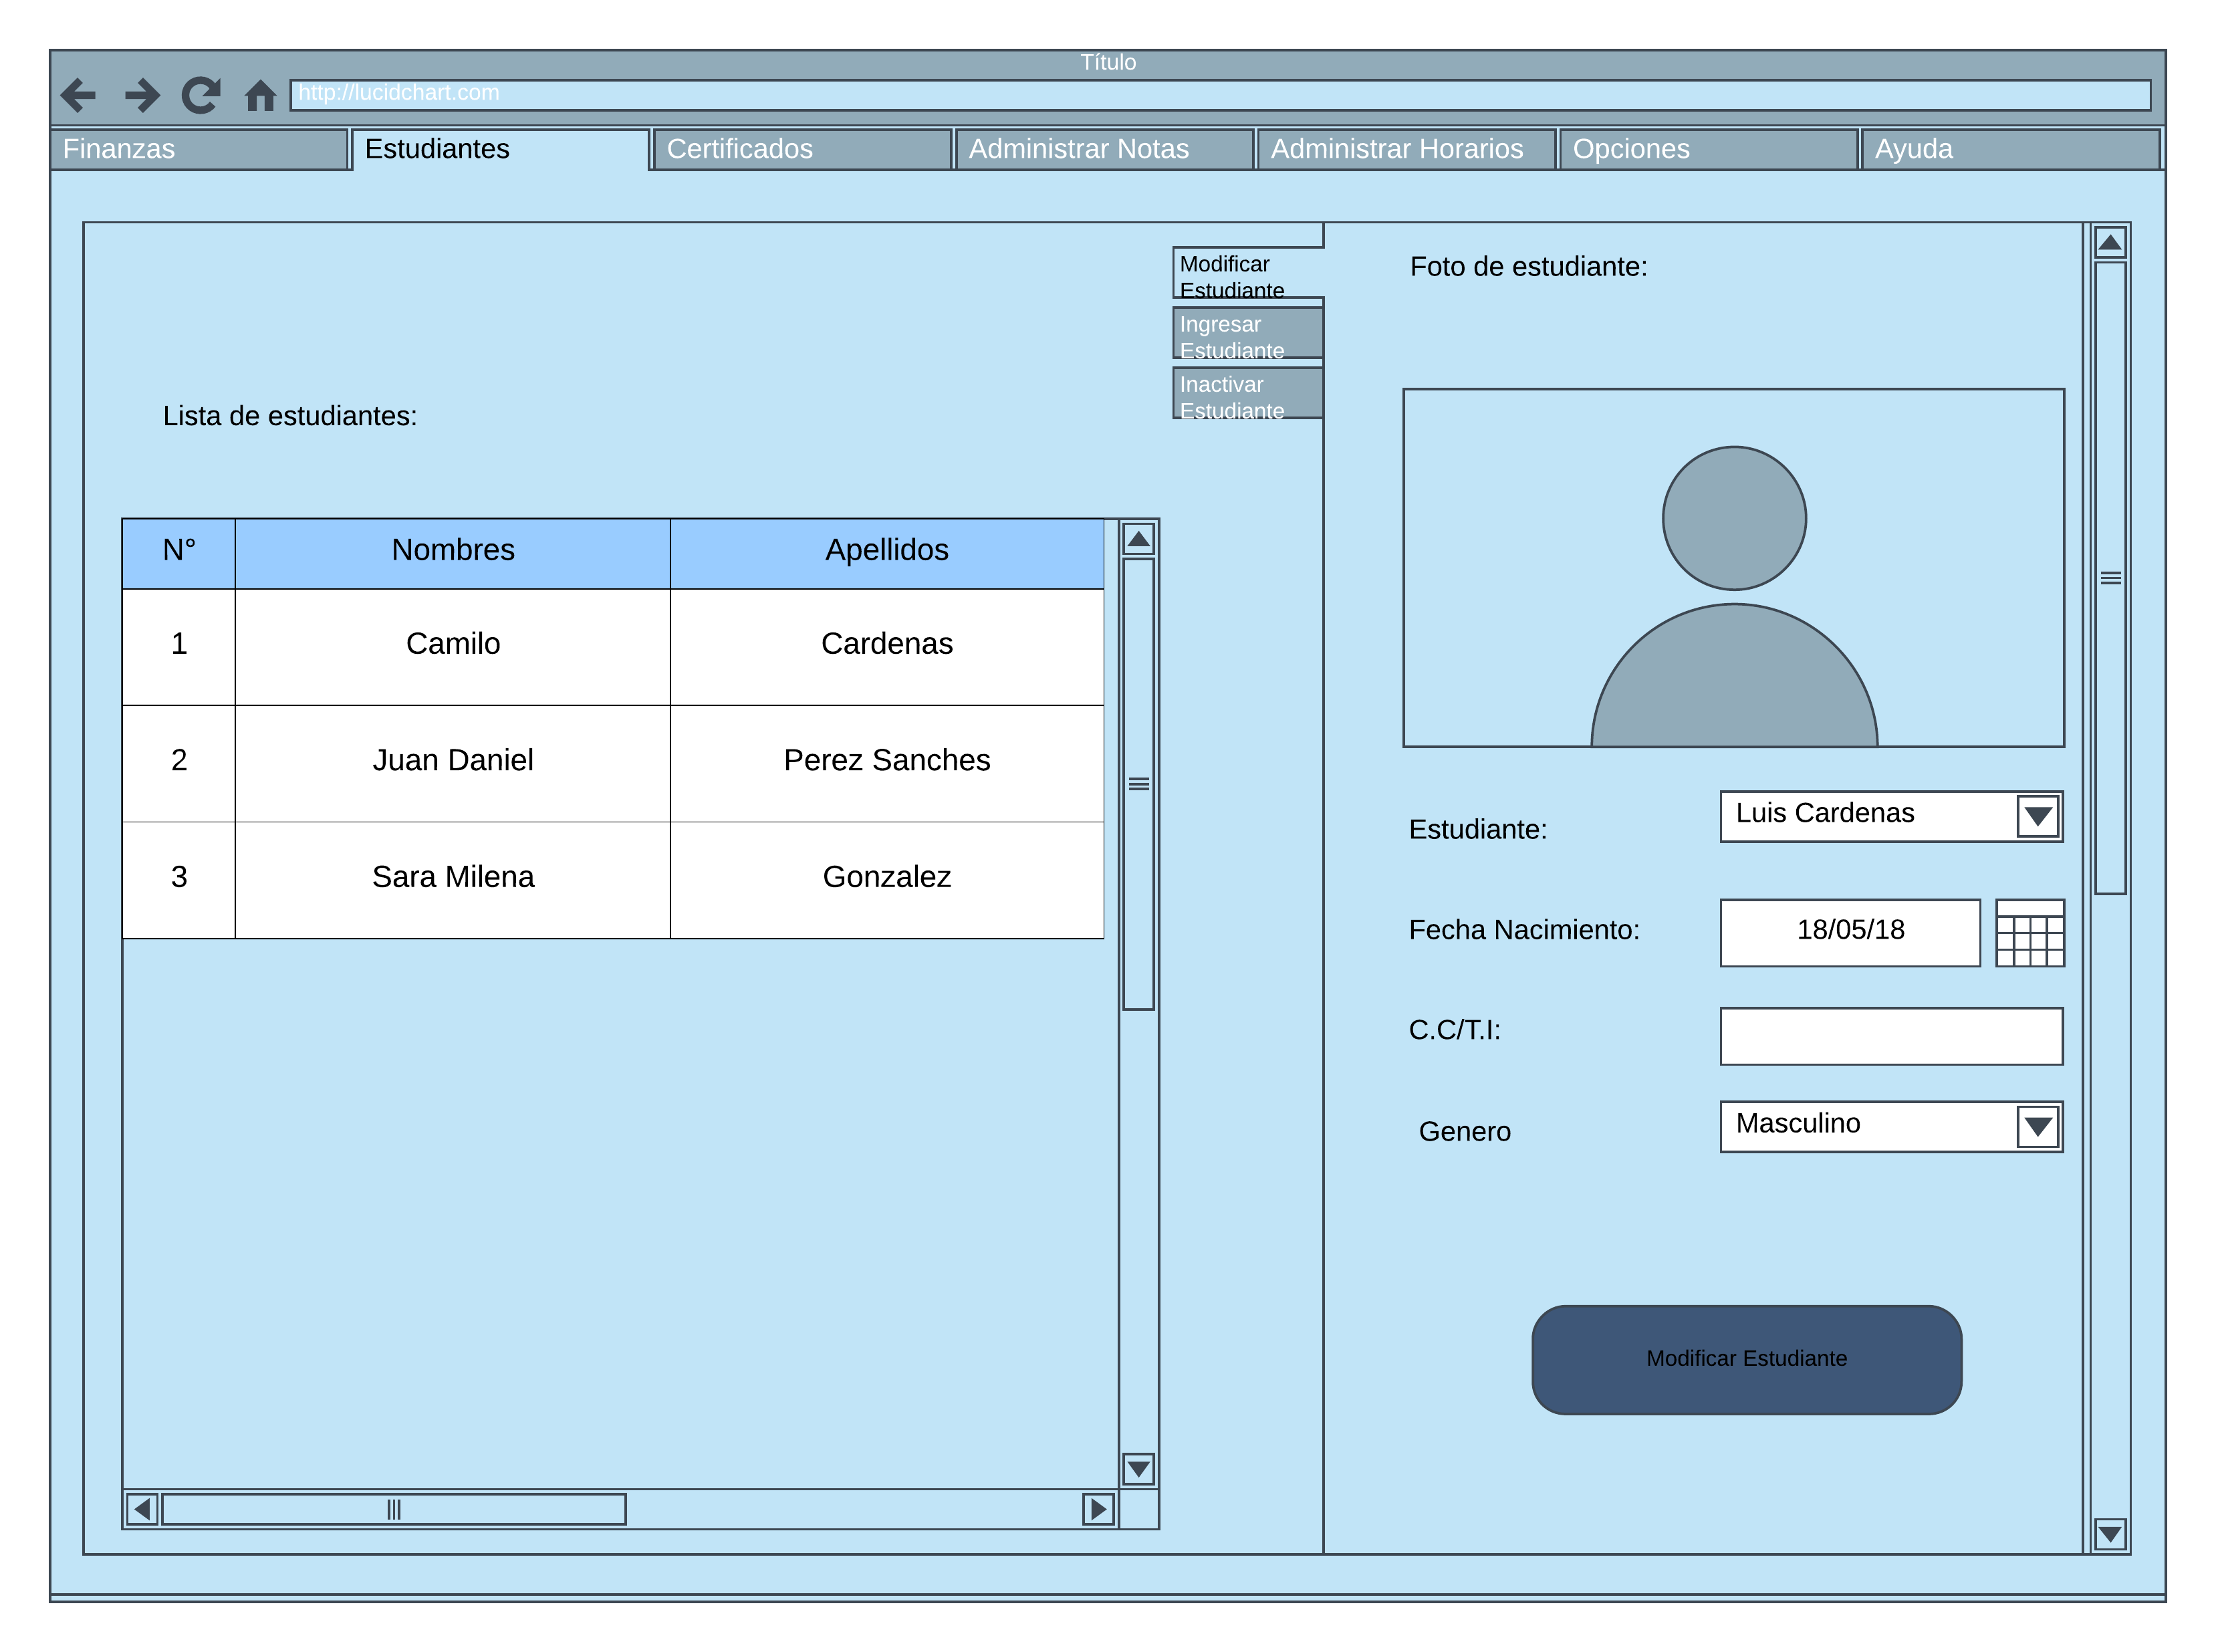 Título
http://lucidchart.com
Finanzas Estudiantes Certificados Administrar Notas Administrar Horarios Opciones Ayuda
Modificar
Estudiante
Ingresar
Estudiante
Inactivar
Estudiante
Lista de estudiantes:
N° Nombres Apellidos
1 Camilo Cardenas
2 Juan Daniel Perez Sanches
3 Sara Milena Gonzalez
Foto de estudiante:
Estudiante: Luis Cardenas
Fecha Nacimiento: 18/05/18
C.C/T.I:
Genero Masculino
Modificar Estudiante